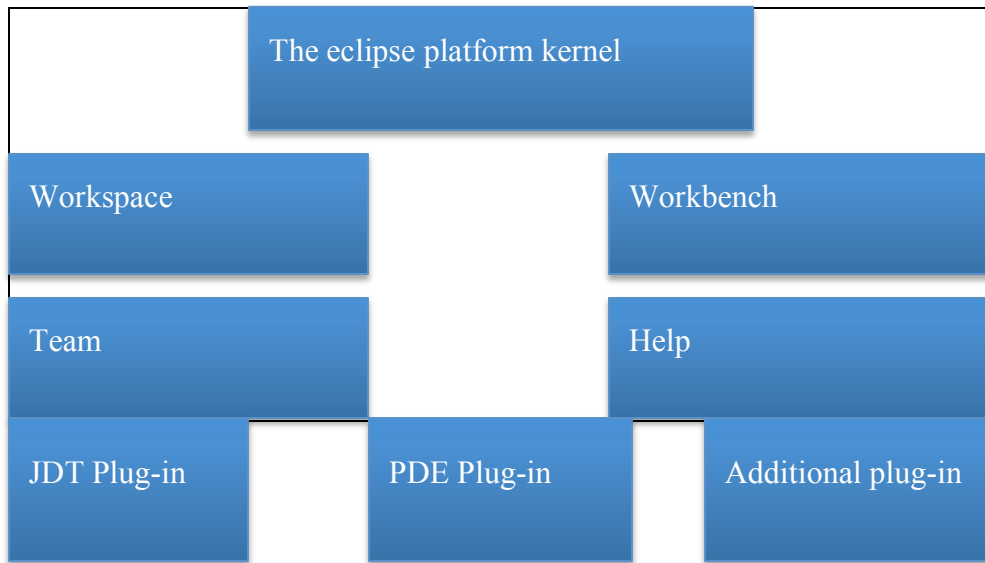 The eclipse platform kernel
Workspace
Workbench
Team
Help
JDT Plug-in
PDE Plug-in
Additional plug-in